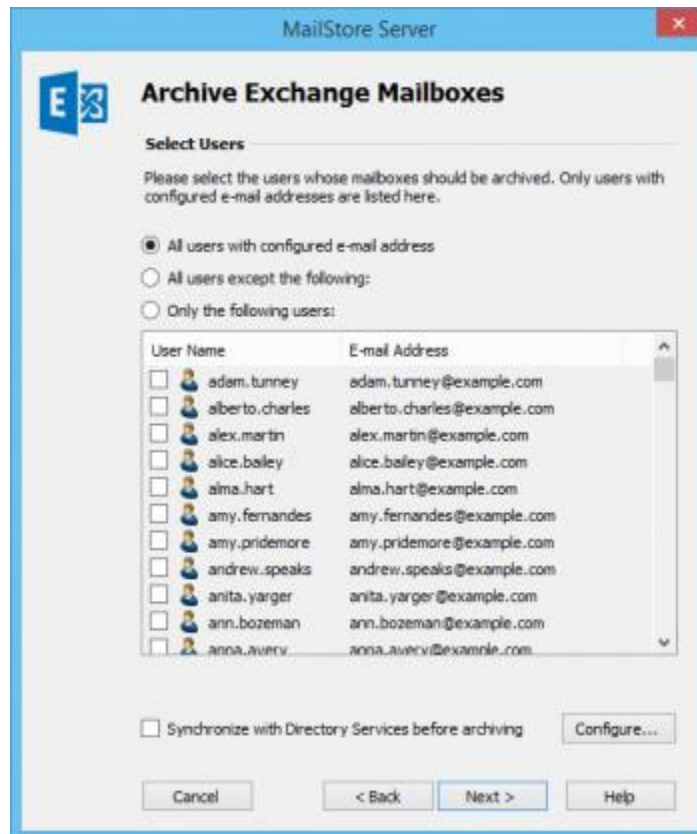 MailStore Server
Archive Exchange Mailboxes
Select Users
Please select the users whose mailboxes should be archived. Only users with
configured e-mail addresses are listed here.
All users with configured e-mail address
All users except the following:
Only the following users:
User Name E-mail Address
adam.tunney adam.tunney@example.com
alberto.charles alberto.charles@example.com
alex.martin alex.martin@example.com
alice.bailey alice.bailey@example.com
alma.hart alma.hart@example.com
amy.fernandes amy.fernandes@example.com
amy.pridemore amy.pridemore@example.com
andrew.speaks andrew.speaks@example.com
anita.yarger anita.yarger@example.com
ann.bozeman ann.bozeman@example.com
anna.avery anna.avery@example.com
Synchronize with Directory Services before archiving Configure...
Cancel < Back Next > Help